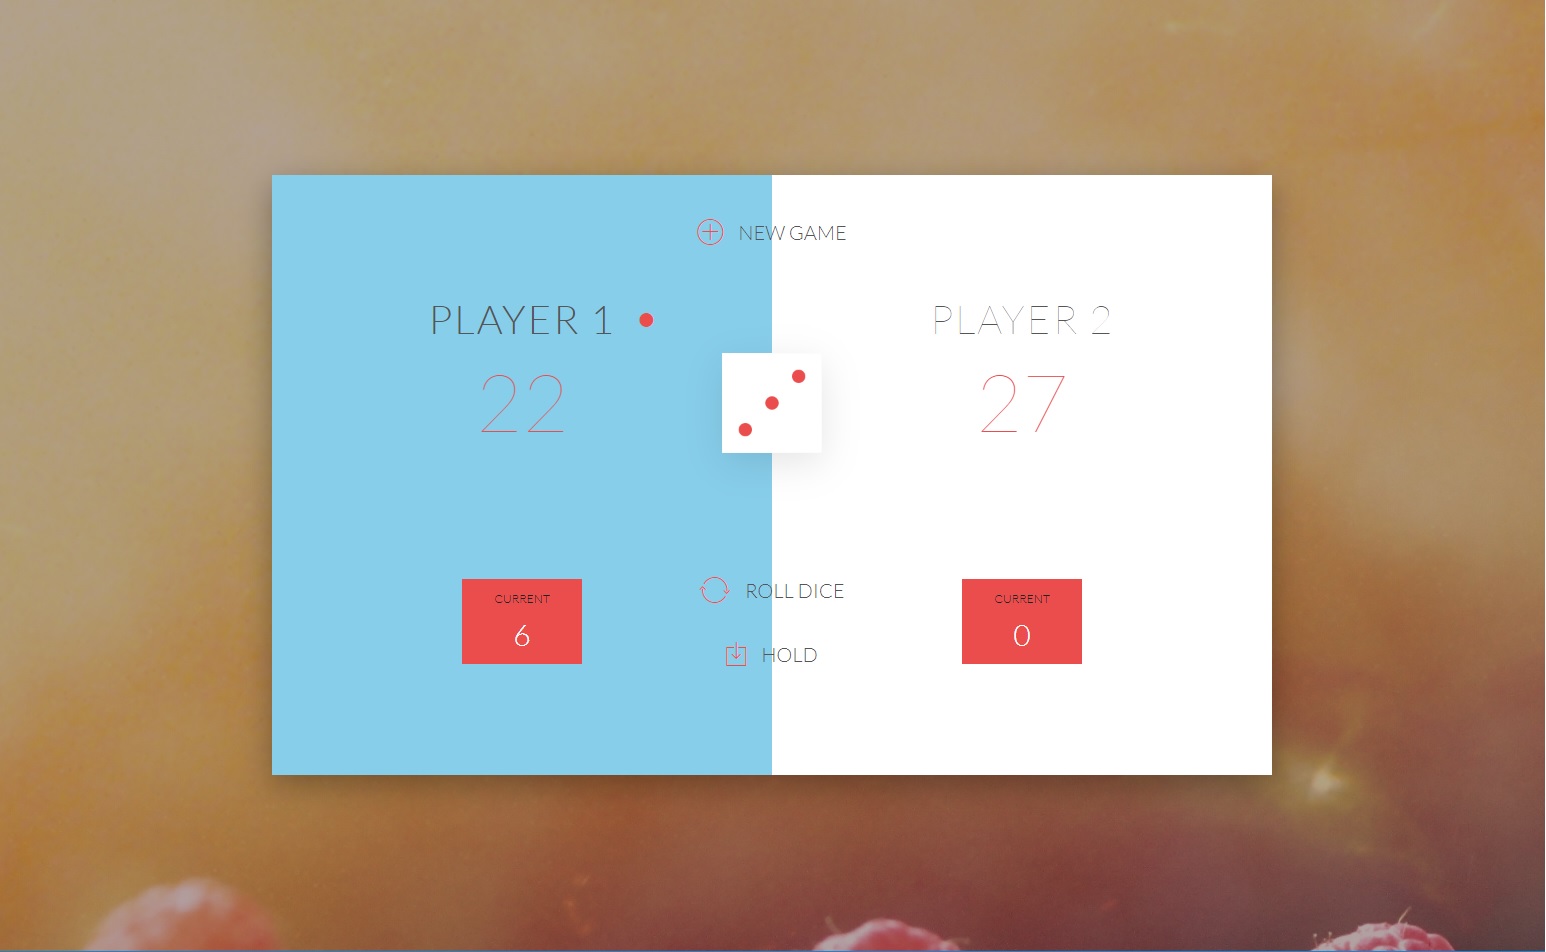 NEW GAME
PLAYER 1
22
PLAYER 2
27
CURRENT
6
ROLL DICE
HOLD
CURRENT
0